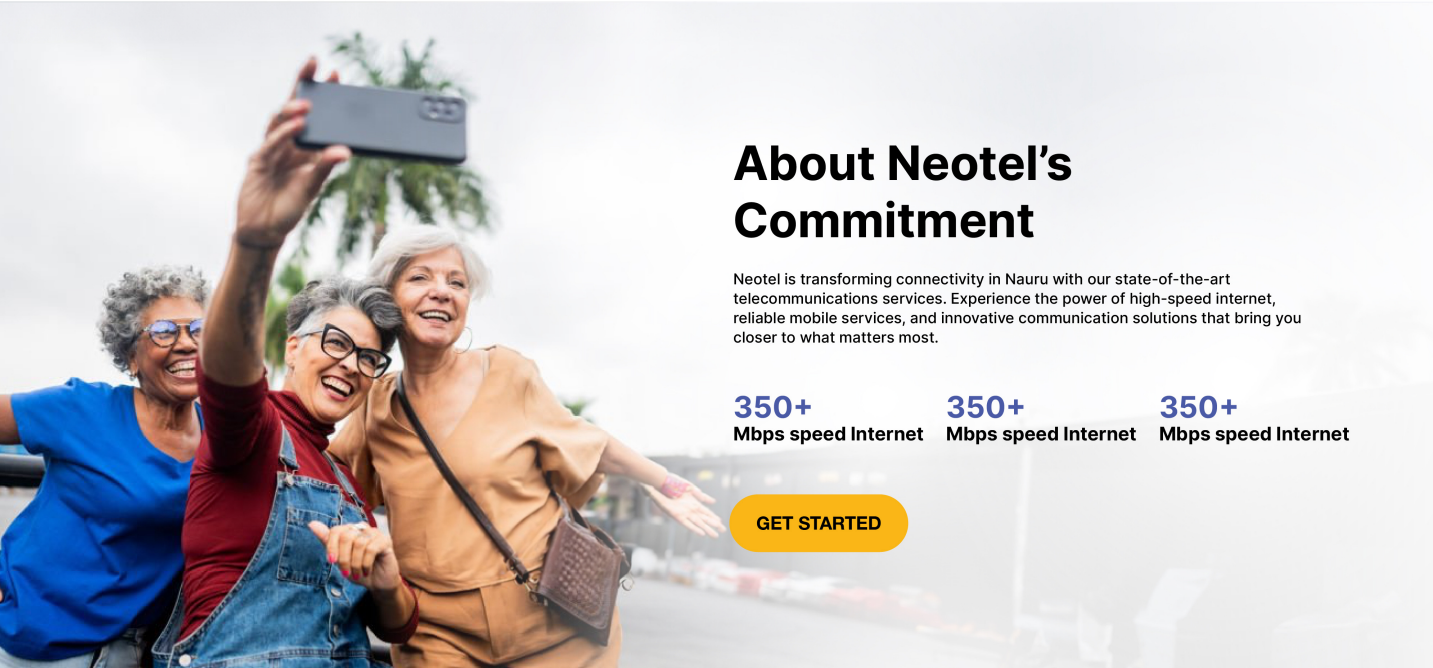 About Neotel’s
Commitment
Neotel is transforming connectivity in Nauru with our state-of-the-art
telecommunications services. Experience the power of high-speed internet,
reliable mobile services, and innovative communication solutions that bring you
closer to what matters most.
350+ 350+ 350+
Mbps speed Internet Mbps speed Internet Mbps speed Internet
GET STARTED